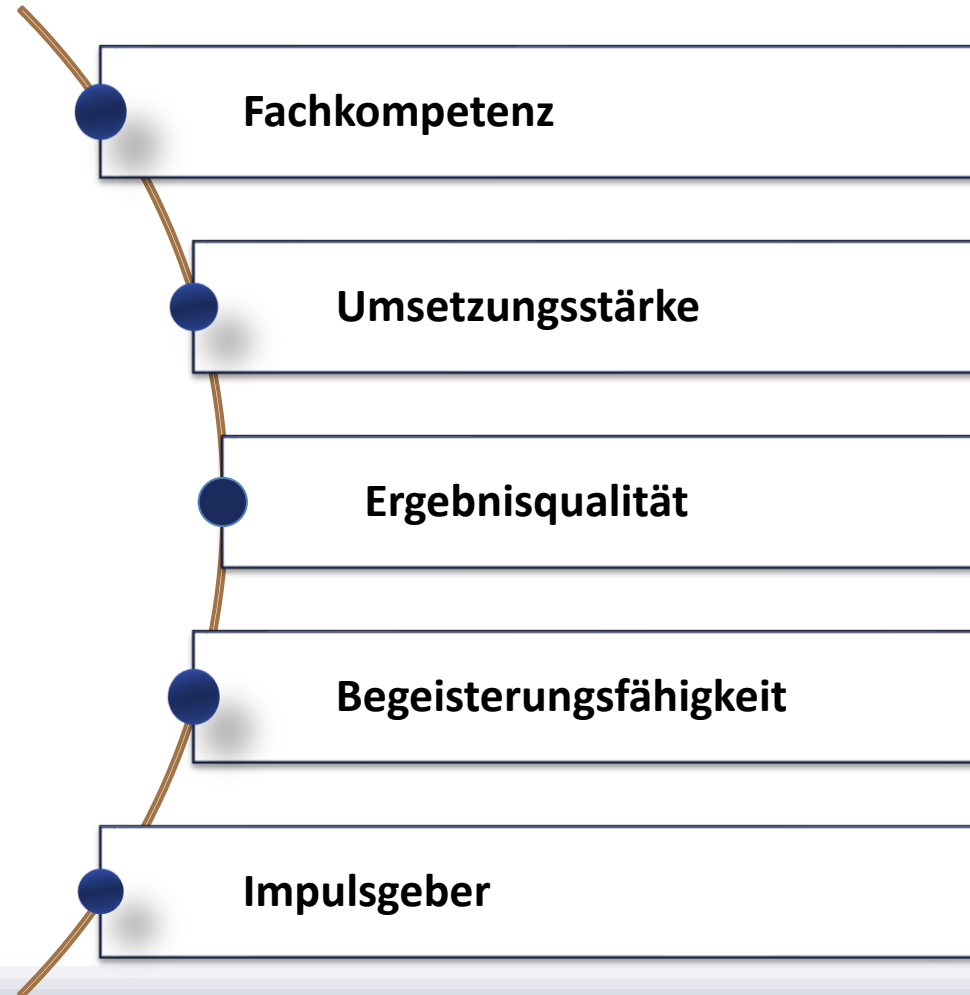 Fachkompetenz
Umsetzungsstärke
Ergebnisqualität
Begeisterungsfähigkeit
Impulsgeber